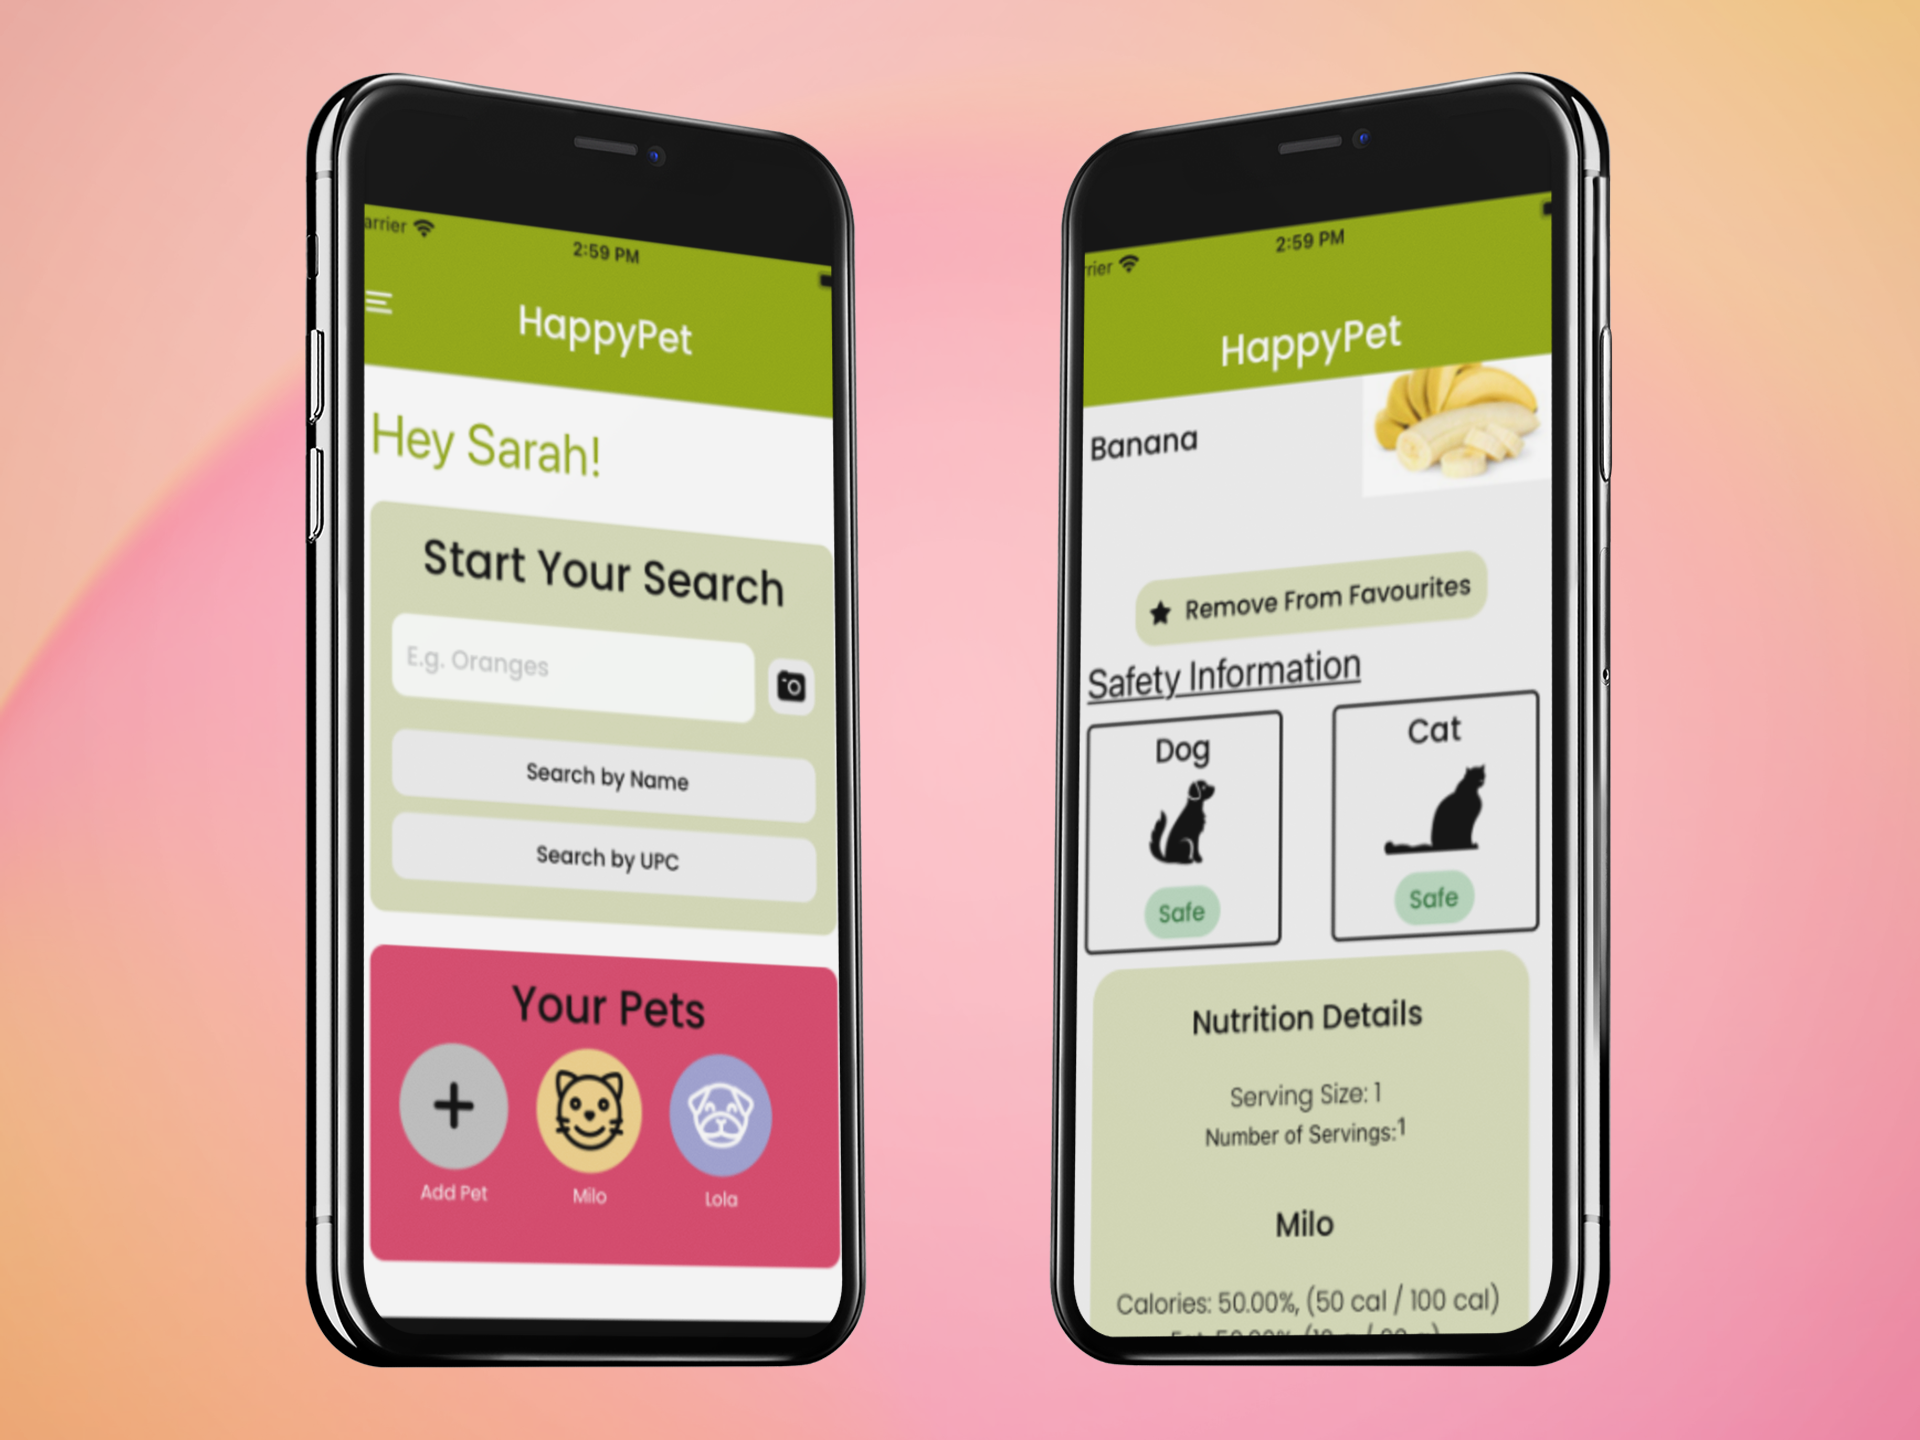 arrier
2:59 PM
HappyPet
Hey Sarah!
Start Your Search
E.g. Oranges
Search by Name
Search by UPC
Your Pets
Add Pet
Milo
Lola
rrier
2:59 PM
HappyPet
Banana
Remove From Favourites
Safety Information
Dog
Cat
Safe
Safe
Nutrition Details
Serving Size: 1
Number of Servings:1
Milo
Calories: 50.00%, (50 cal / 100 cal)